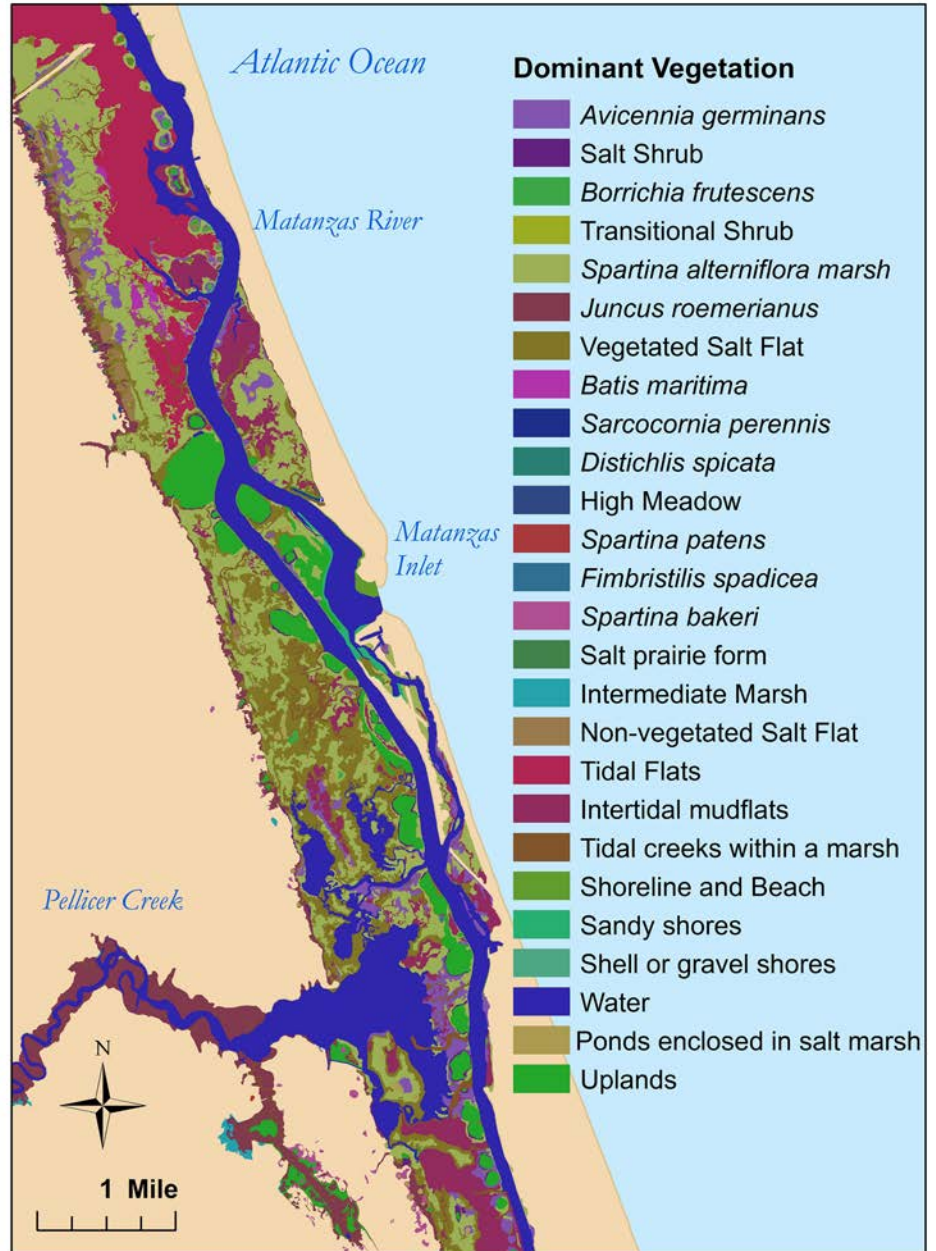 Atlantic Ocean
Matanzas River
Matanzas
Inlet
Pellicer Creek
N
1 Mile
Dominant Vegetation
Avicennia germinans
Salt Shrub
Borrichia frutescens
Transitional Shrub
Spartina alterniflora marsh
Juncus roemerianus
Vegetated Salt Flat
Batis maritima
Sarcocornia perennis
Distichlis spicata
High Meadow
Spartina patens
Fimbristilis spadicea
Spartina bakeri
Salt prairie form
Intermediate Marsh
Non-vegetated Salt Flat
Tidal Flats
Intertidal mudflats
Tidal creeks within a marsh
Shoreline and Beach
Sandy shores
Shell or gravel shores
Water
Ponds enclosed in salt marsh
Uplands